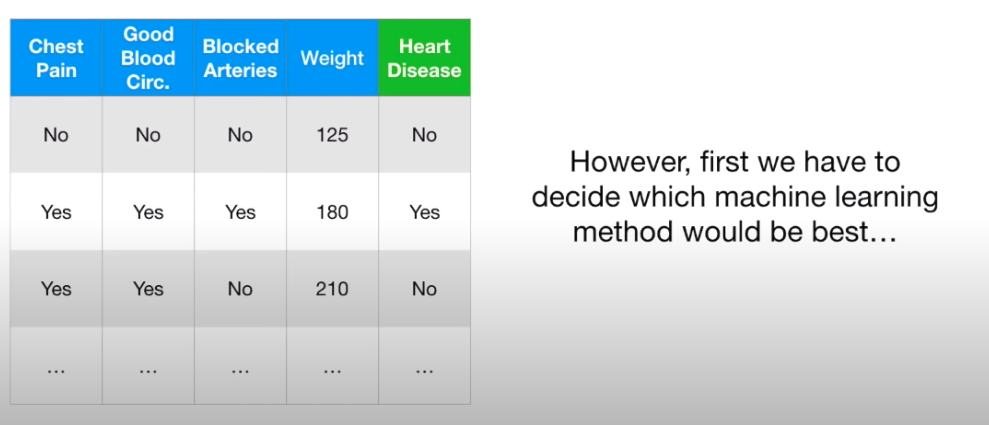 Chest Pain Good Blood Circ. Blocked Arteries Weight Heart Disease
No No No 125 No
Yes Yes Yes 180 Yes
Yes Yes No 210 No
… … … … …
However, first we have to
decide which machine learning
method would be best…